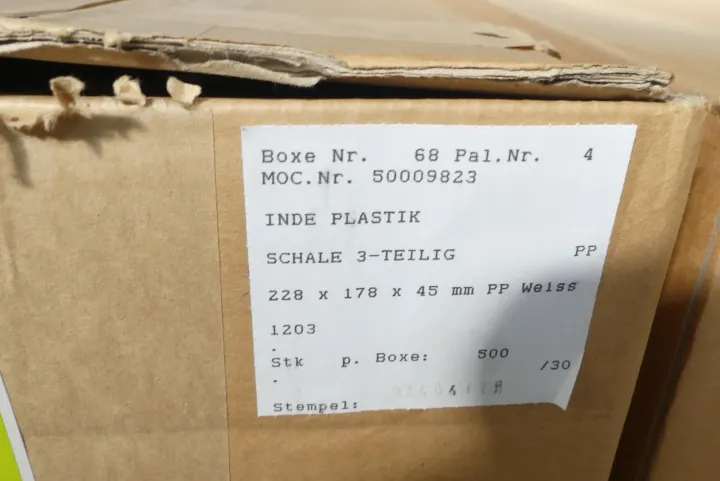 Boxe Nr. 68 Pal.Nr. 4
MOC.Nr. 50009823
INDE PLASTIK
SCHALE 3-TEILIG PP
228 x 178 x 45 mm PP Weiss
1203
.
Stk p. Boxe: 500 /30
.
Stempel: